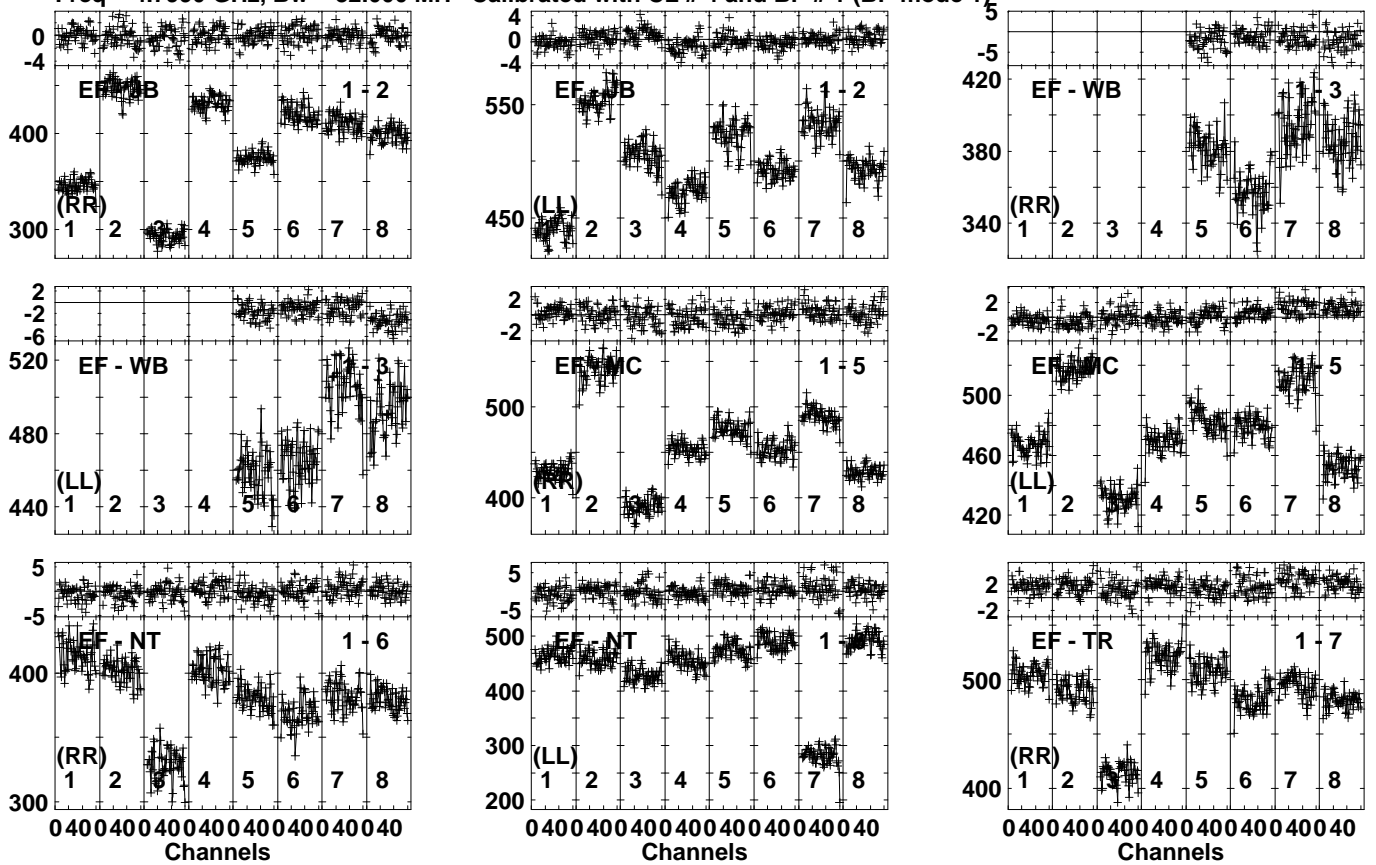 4 5
0 0 0
-4 -4 -5
EF - JB 1 - 2 EF - JB 1 - 2 420 EF - WB 1 - 3
550
400 380
(RR) (LL) 450 (RR) 340
300 1 2 3 4 5 6 7 8 1 2 3 4 5 6 7 8 1 2 3 4 5 6 7 8
2 2 2
-2 -2 -2
-6
520 EF - WB 1 - 3 EF - MC 1 - 5 EF - MC 1 - 5
500 500
480 460
(LL) (RR) (LL)
440 1 2 3 4 5 6 7 8 400 1 2 3 4 5 6 7 8 420 1 2 3 4 5 6 7 8
5 5 2
-5 -5 -2
EF - NT 1 - 6 500 EF - NT 1 - 6 EF - TR 1 - 7
400 400 500
(RR) 300 (LL) (RR)
1 2 3 4 5 6 7 8 1 2 3 4 5 6 7 8 1 2 3 4 5 6 7 8
300 200 400
0 40 0 40 0 40 0 40 0 40 0 40 0 40 0 40 0 40 0 40 0 40 0 40 0 40 0 40 0 40 0 40 0 40 0 40 0 40 0 40 0 40 0 40 0 40 0 40
Channels Channels Channels